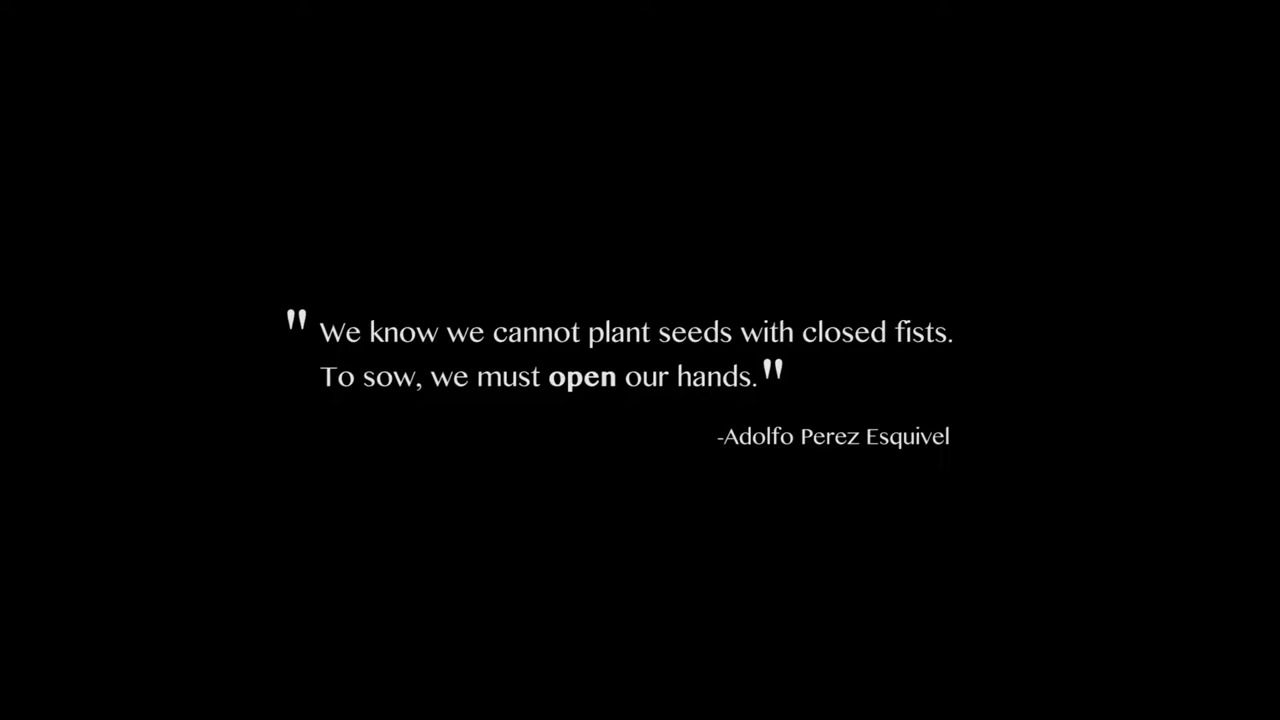 "We know we cannot plant seeds with closed fists.
To sow, we must open our hands."
-Adolfo Perez Esquivel